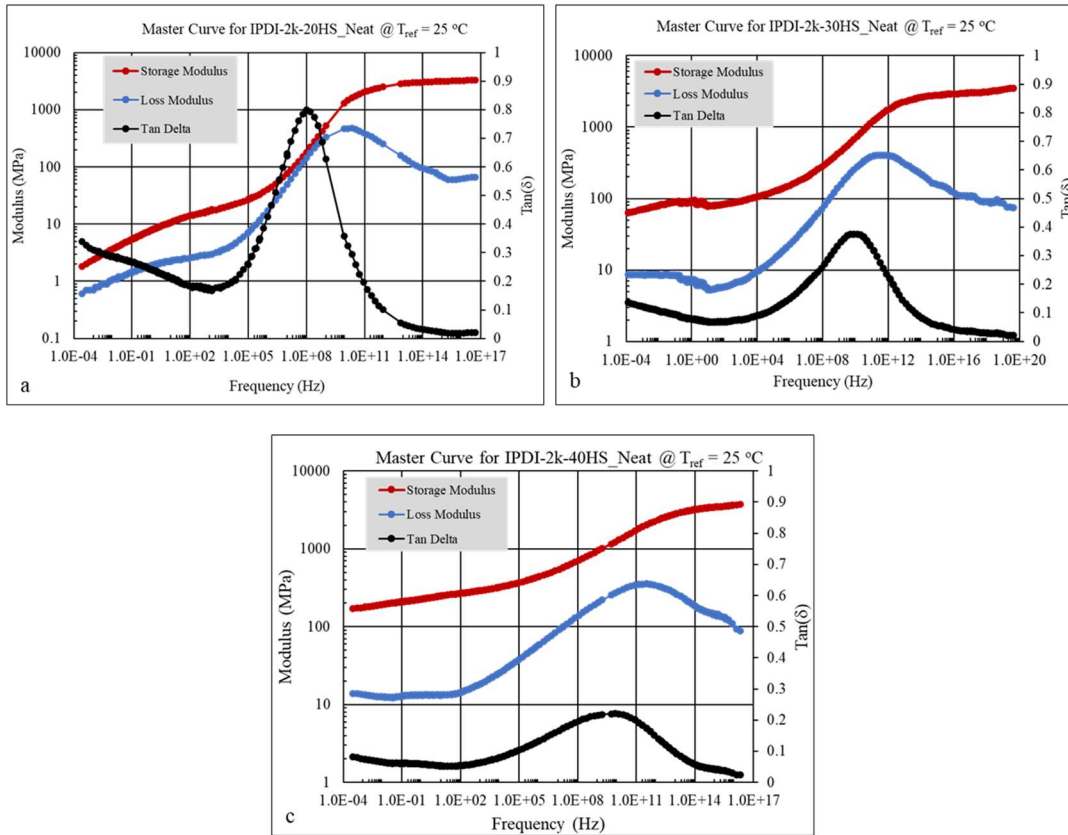 Master Curve for IPDI-2k-20HS_Neat @ Tref = 25 °C
10000
1000
100
10
1
0.1
Modulus (MPa)
Storage Modulus
Loss Modulus
Tan Delta
1
0.9
0.8
0.7
0.6
0.5
0.4
0.3
0.2
0.1
0
Tan(δ)
1.0E-04 1.0E-01 1.0E+02 1.0E+05 1.0E+08 1.0E+11 1.0E+14 1.0E+17
Frequency (Hz)
a
Master Curve for IPDI-2k-30HS_Neat @ Tref = 25 °C
10000
1000
100
10
1
Modulus (MPa)
Storage Modulus
Loss Modulus
Tan Delta
1
0.9
0.8
0.7
0.6
0.5
0.4
0.3
0.2
0.1
0
Tan(δ)
1.0E-04 1.0E+00 1.0E+04 1.0E+08 1.0E+12 1.0E+16 1.0E+20
Frequency (Hz)
b
Master Curve for IPDI-2k-40HS_Neat @ Tref = 25 °C
10000
1000
100
10
1
Modulus (MPa)
Storage Modulus
Loss Modulus
Tan Delta
1
0.9
0.8
0.7
0.6
0.5
0.4
0.3
0.2
0.1
0
Tan(δ)
1.0E-04 1.0E-01 1.0E+02 1.0E+05 1.0E+08 1.0E+11 1.0E+14 1.0E+17
Frequency (Hz)
c